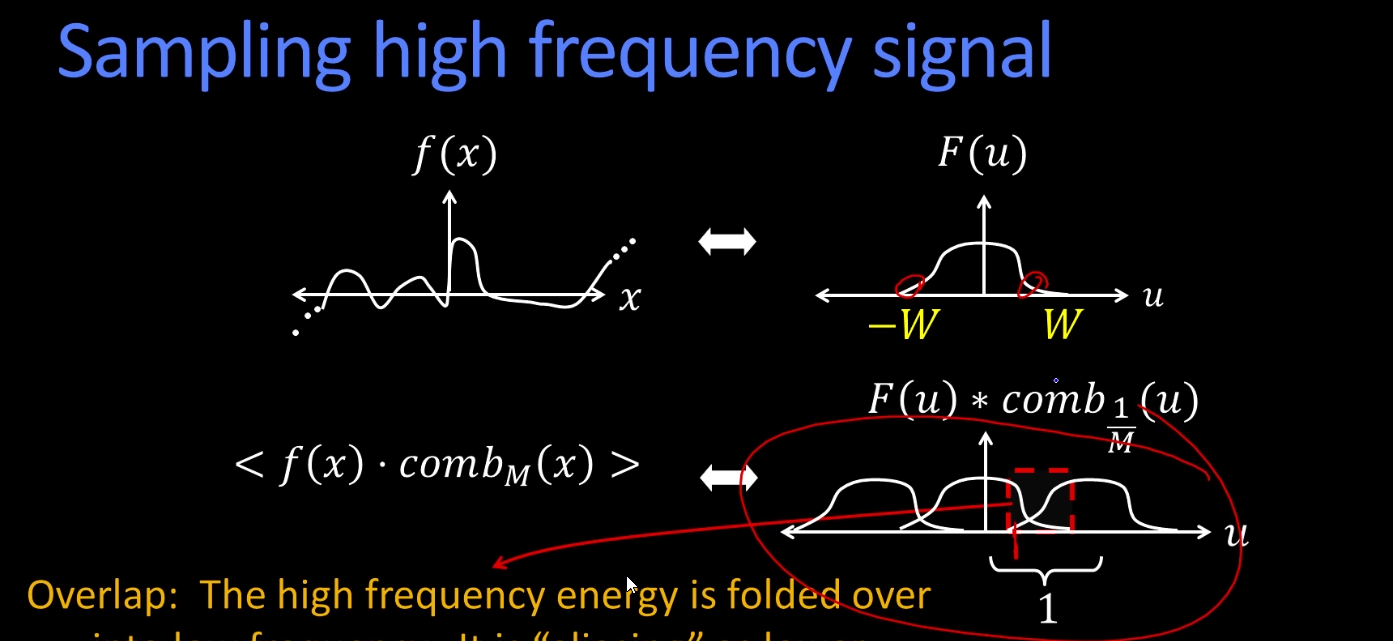 Sampling high frequency signal
f(x)
F(u)
x
u
−W
W
F(u) ∗ comb_{1/M}(u)
< f(x) · comb_M(x) >
u
1
Overlap: The high frequency energy is folded over